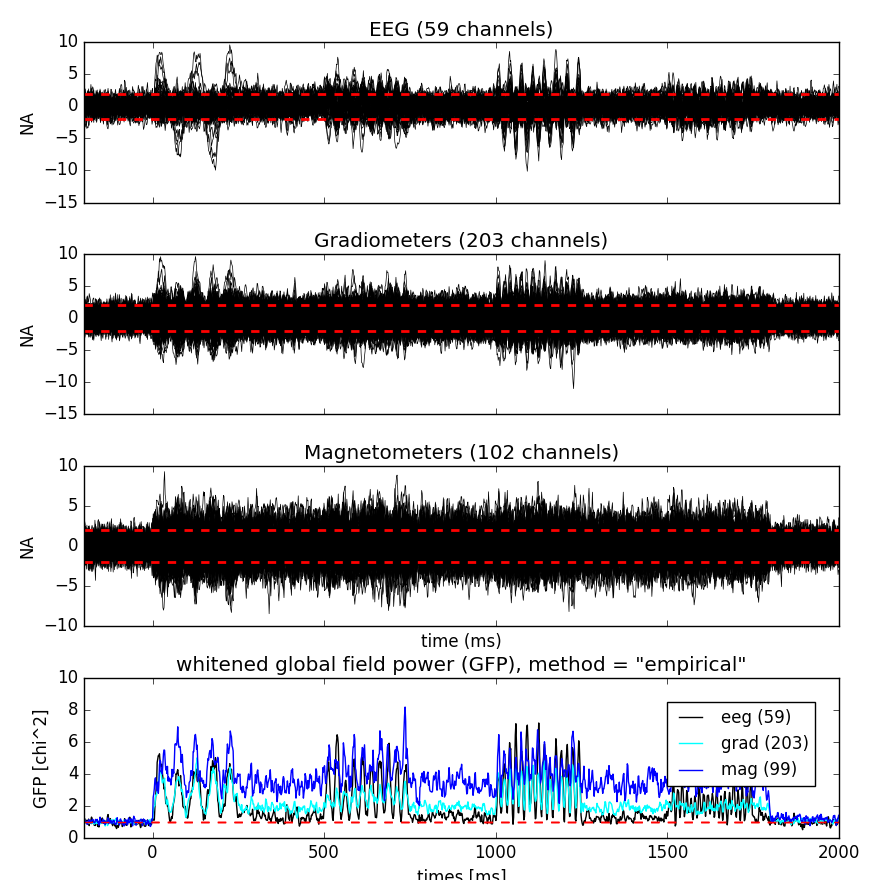 EEG (59 channels)
10
5
0
−5
−10
−15
NA
Gradiometers (203 channels)
10
5
0
−5
−10
−15
NA
Magnetometers (102 channels)
10
5
0
−5
−10
NA
time (ms)
whitened global field power (GFP), method = "empirical"
10
8
6
4
2
0
GFP [chi^2]
eeg (59)
grad (203)
mag (99)
0 500 1000 1500 2000
times [ms]